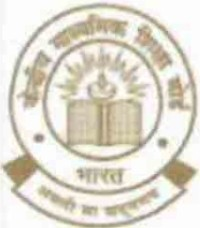 केन्द्रीय माध्यमिक शिक्षा बोर्ड
भारत
असतो मा सद्गमय